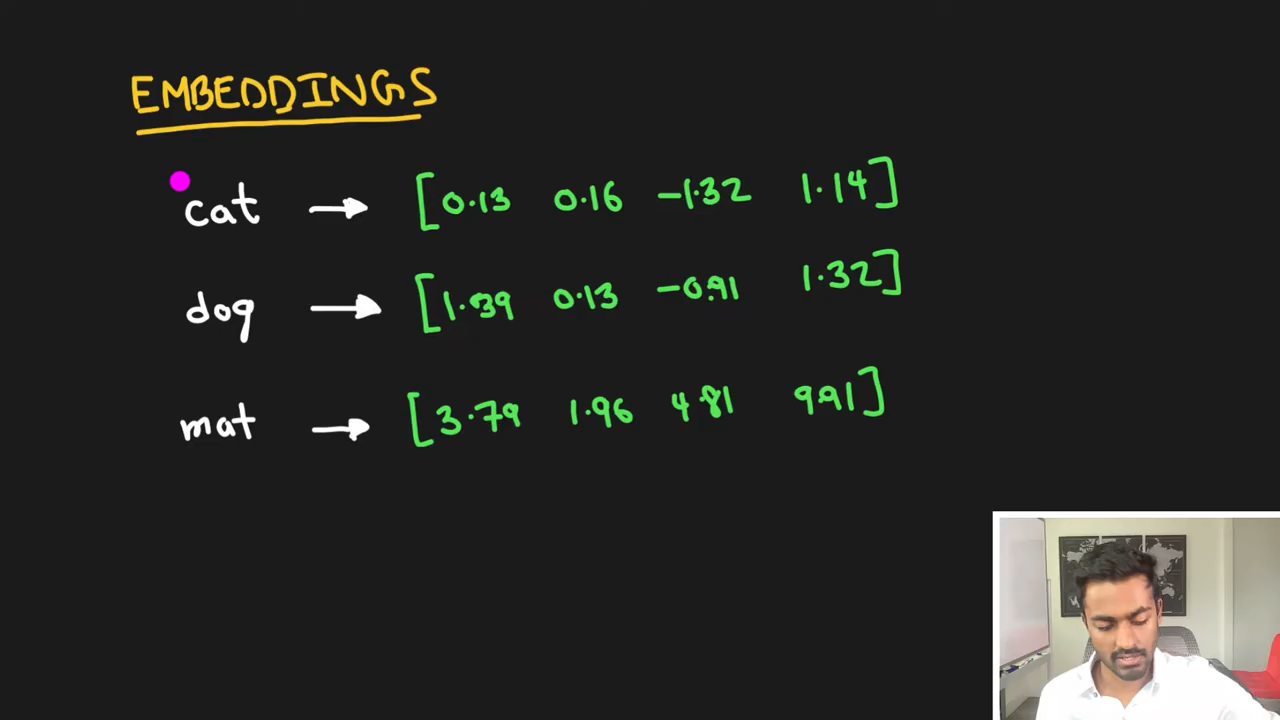 EMBEDDINGS
cat → [0.13 0.16 -1.32 1.14]
dog → [1.39 0.13 -0.91 1.32]
mat → [3.79 1.96 4.81 9.91]